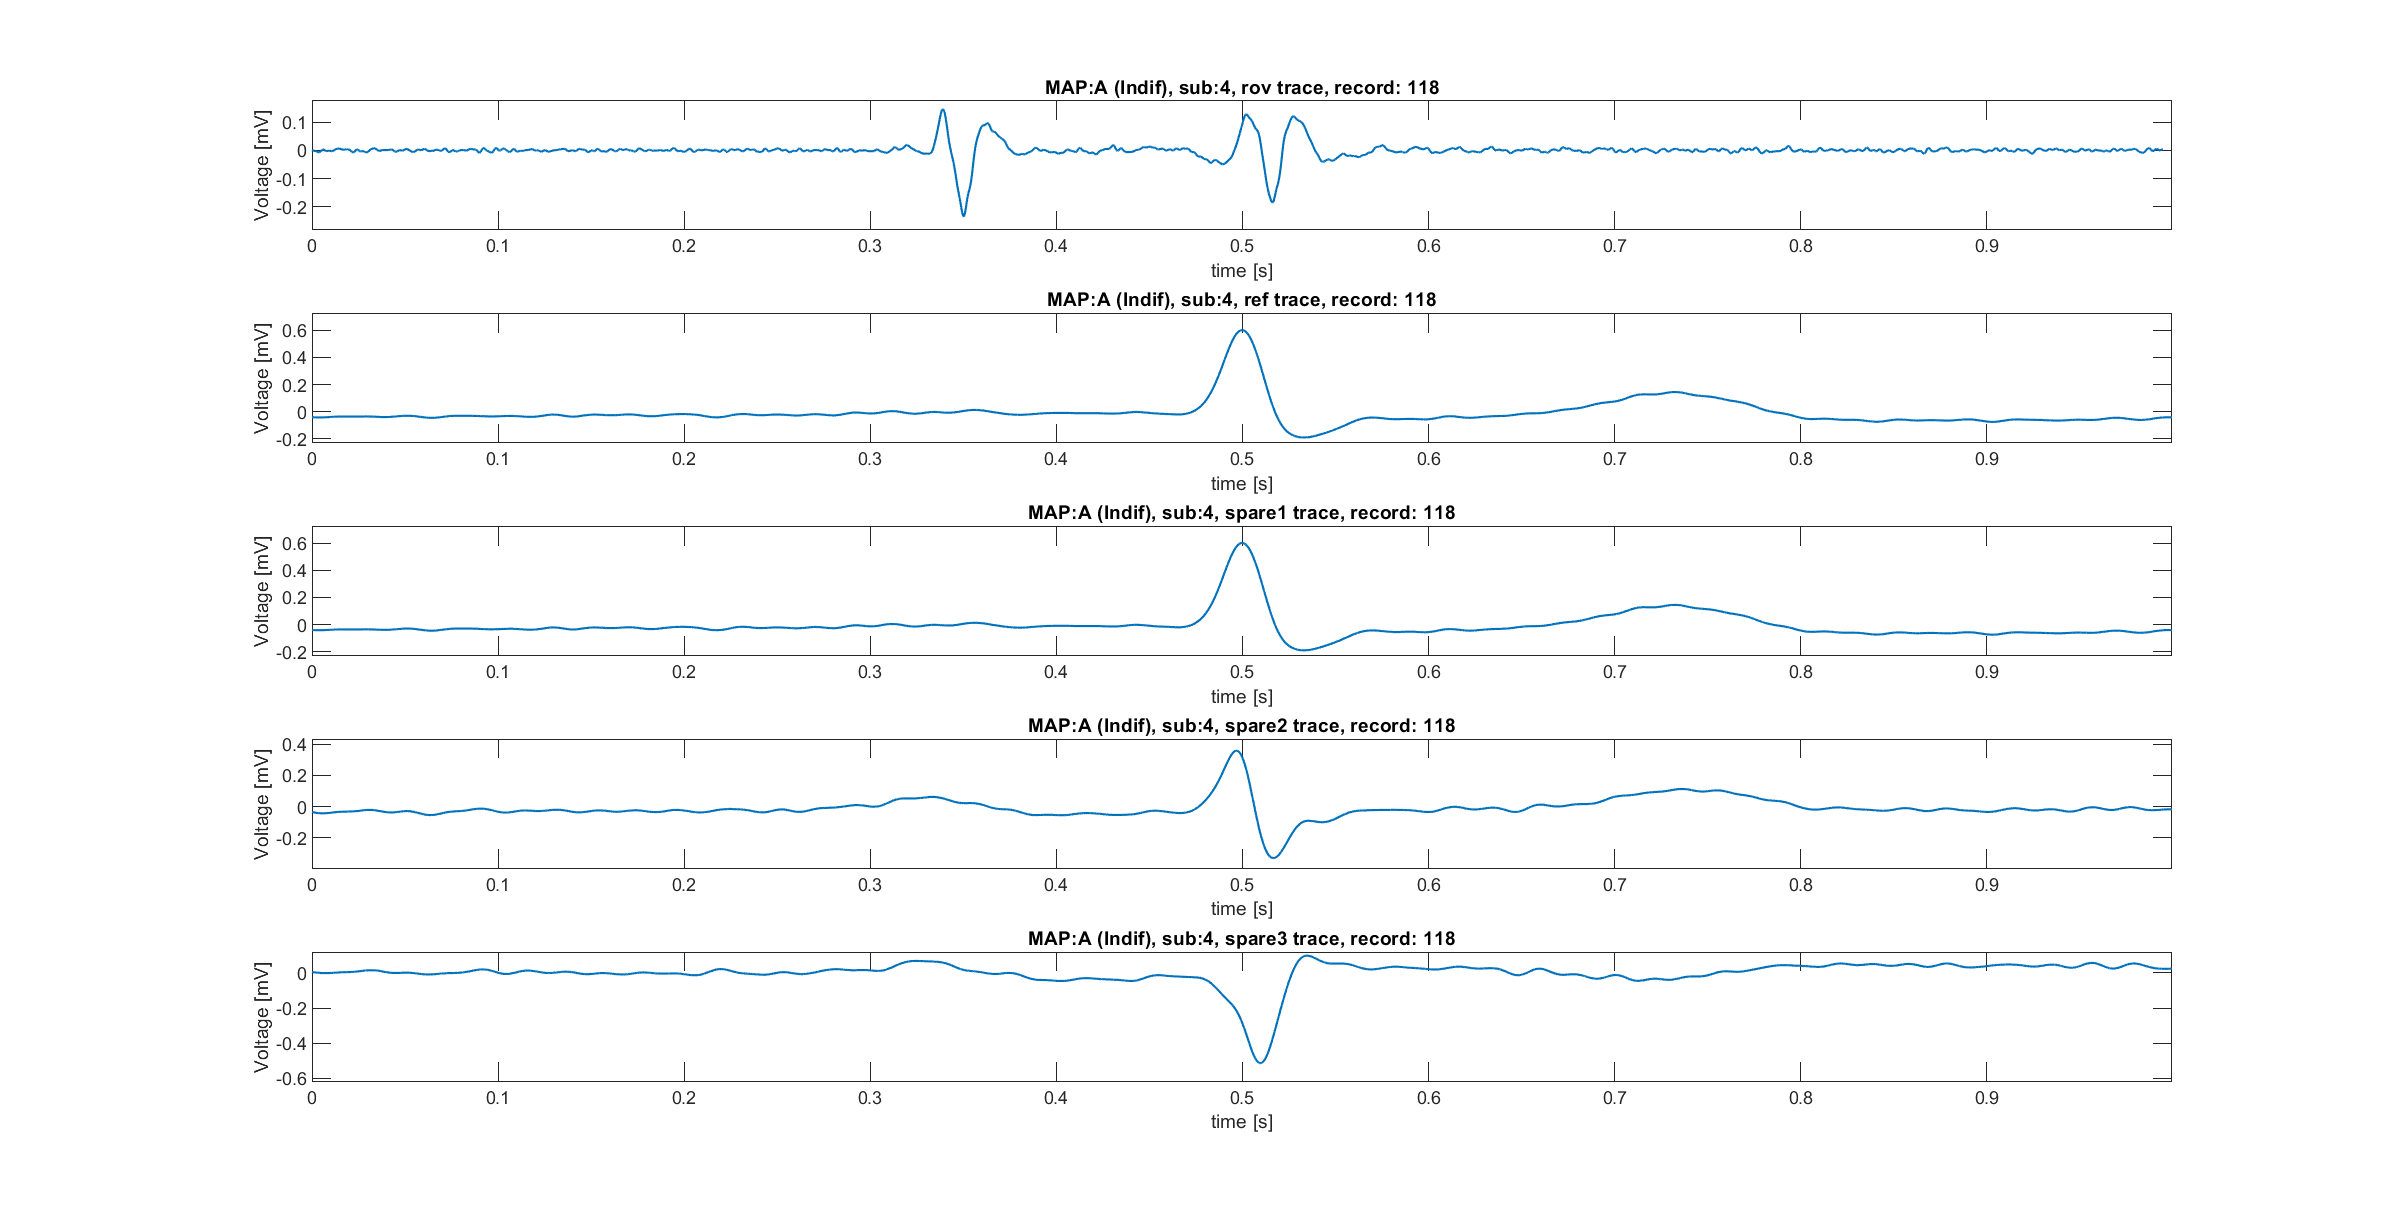 MAP:A (Indif), sub:4, rov trace, record: 118
Voltage [mV]
0.1
0
-0.1
-0.2
0 0.1 0.2 0.3 0.4 0.5 0.6 0.7 0.8 0.9
time [s]
MAP:A (Indif), sub:4, ref trace, record: 118
Voltage [mV]
0.6
0.4
0.2
0
-0.2
0 0.1 0.2 0.3 0.4 0.5 0.6 0.7 0.8 0.9
time [s]
MAP:A (Indif), sub:4, spare1 trace, record: 118
Voltage [mV]
0.6
0.4
0.2
0
-0.2
0 0.1 0.2 0.3 0.4 0.5 0.6 0.7 0.8 0.9
time [s]
MAP:A (Indif), sub:4, spare2 trace, record: 118
Voltage [mV]
0.4
0.2
0
-0.2
0 0.1 0.2 0.3 0.4 0.5 0.6 0.7 0.8 0.9
time [s]
MAP:A (Indif), sub:4, spare3 trace, record: 118
Voltage [mV]
0
-0.2
-0.4
-0.6
0 0.1 0.2 0.3 0.4 0.5 0.6 0.7 0.8 0.9
time [s]